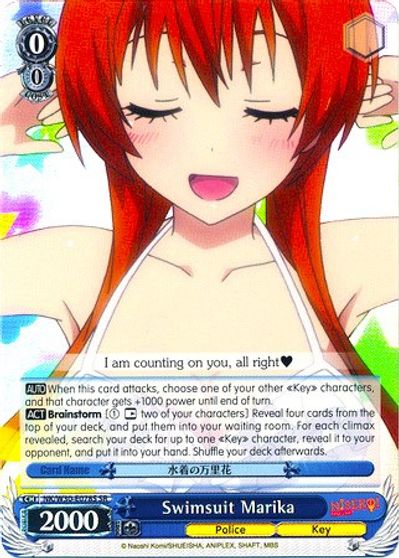 0
0
I am counting on you, all right♥
AUTO When this card attacks, choose one of your other «Key» characters,
and that character gets +1000 power until end of turn.
ACT Brainstorm [① two of your characters] Reveal four cards from the
top of your deck, and put them into your waiting room. For each climax
revealed, search your deck for up to one «Key» character, reveal it to your
opponent, and put it into your hand. Shuffle your deck afterwards.
Card Name 水着の万里花
NK/W30-E078S SR
2000
Swimsuit Marika
NISEKOI
Police Key
© Naoshi Komi/SHUEISHA, ANIPLEX, SHAFT, MBS